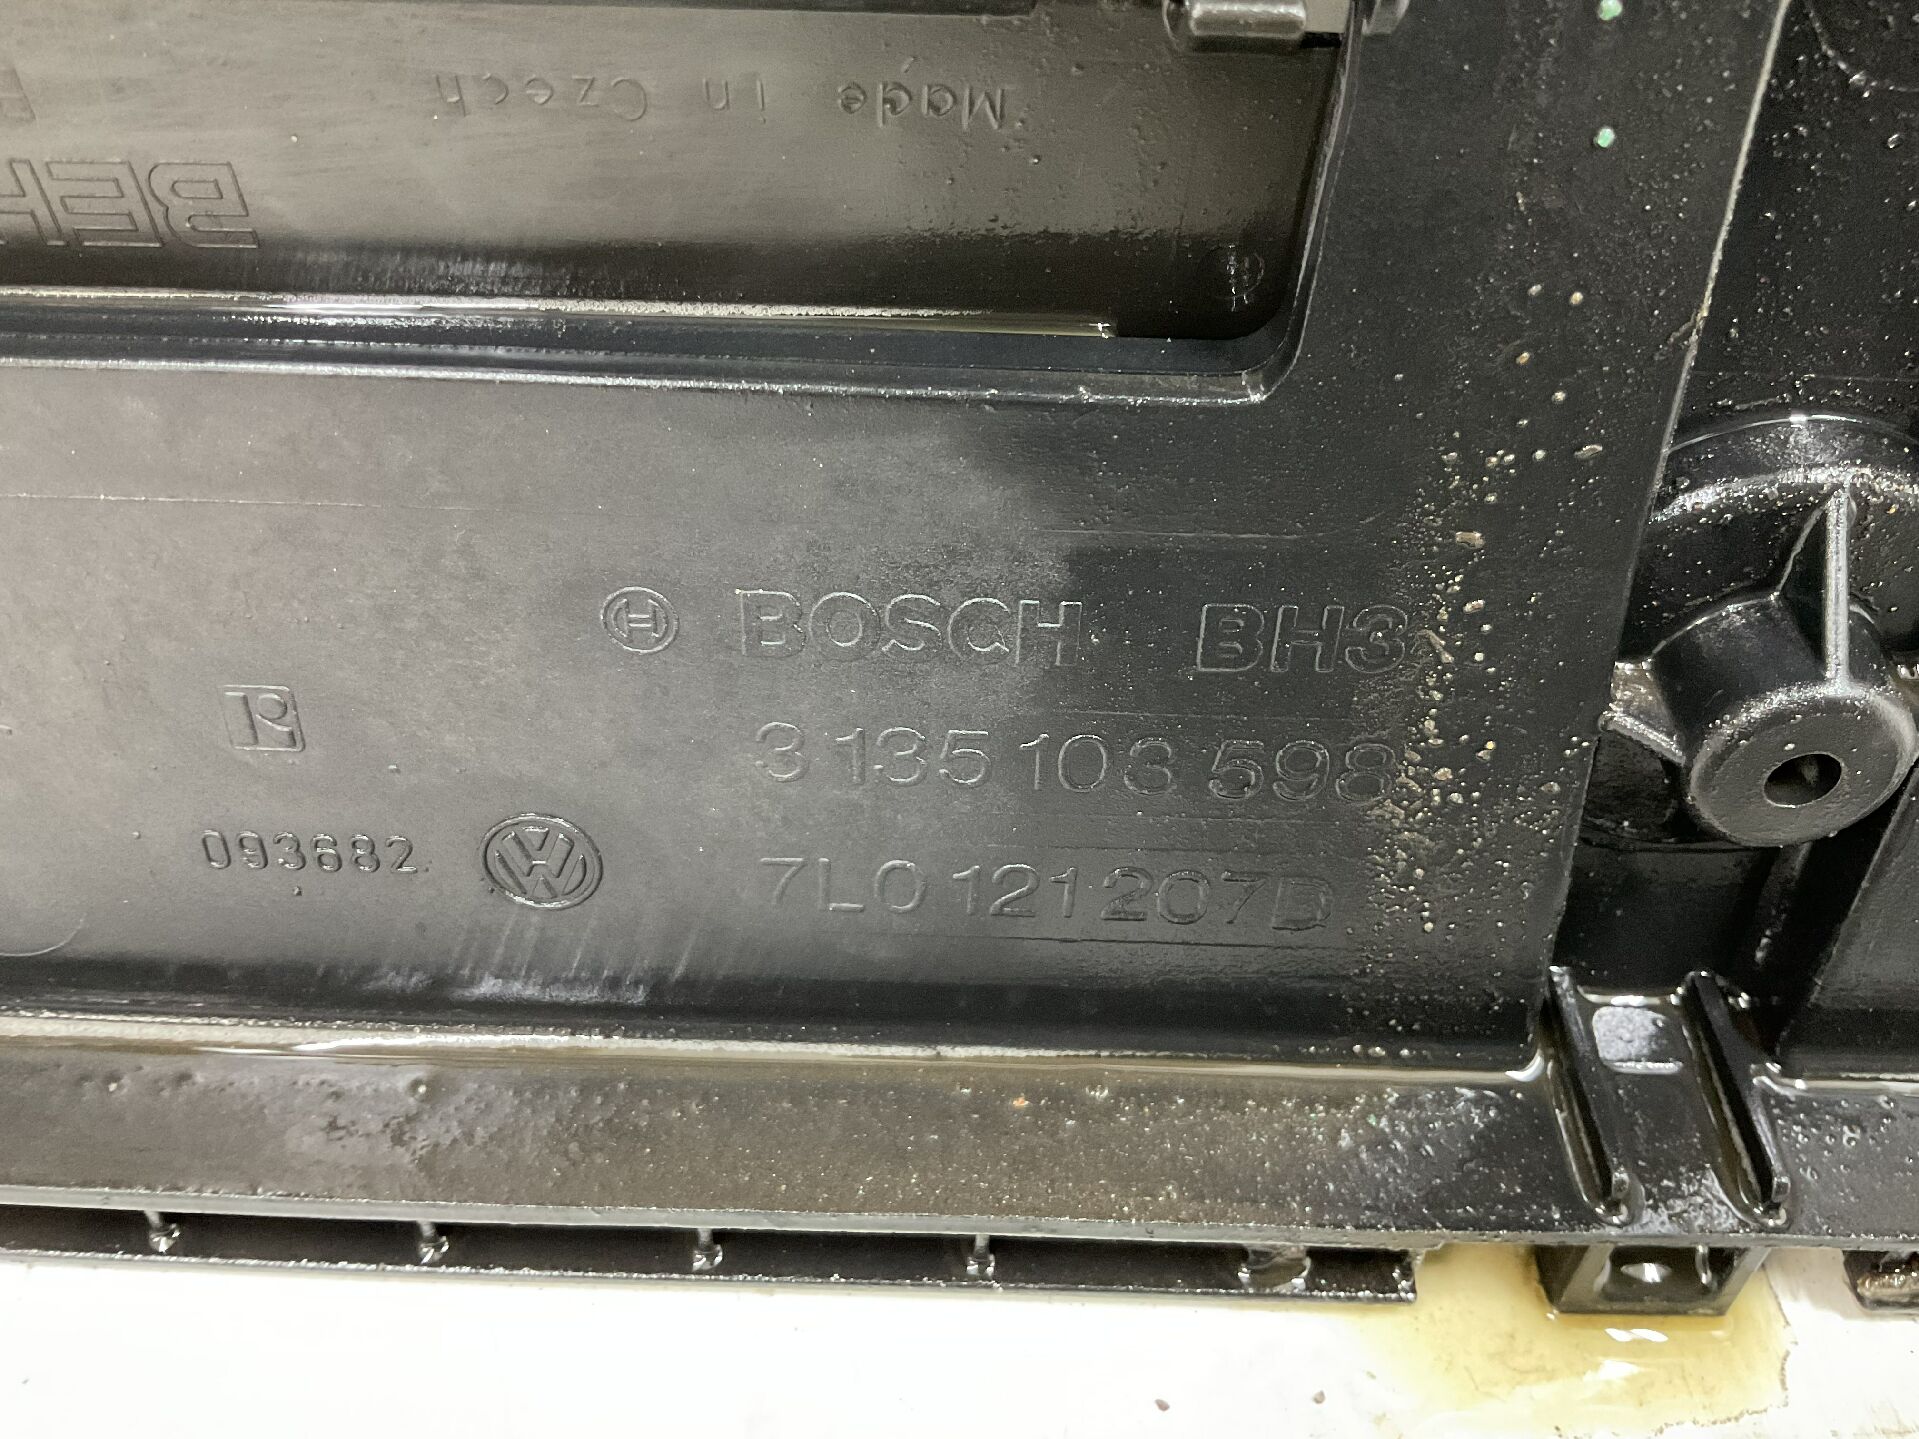 Made in Czech
BEH
BOSCH BH3
3 135 103 598
093682
7L0 121 207D